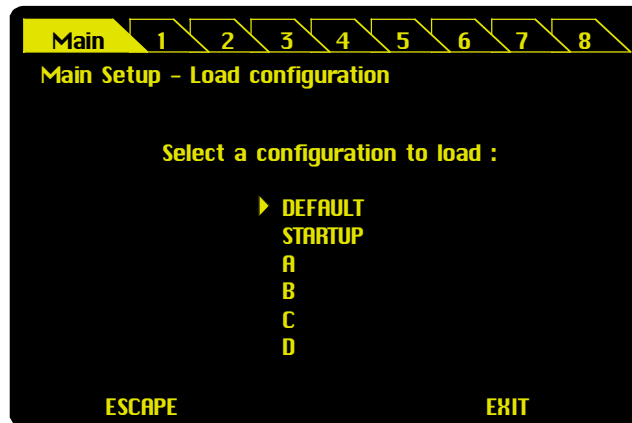 Main 1 2 3 4 5 6 7 8
Main Setup - Load configuration
Select a configuration to load :
DEFAULT
STARTUP
A
B
C
D
ESCAPE EXIT